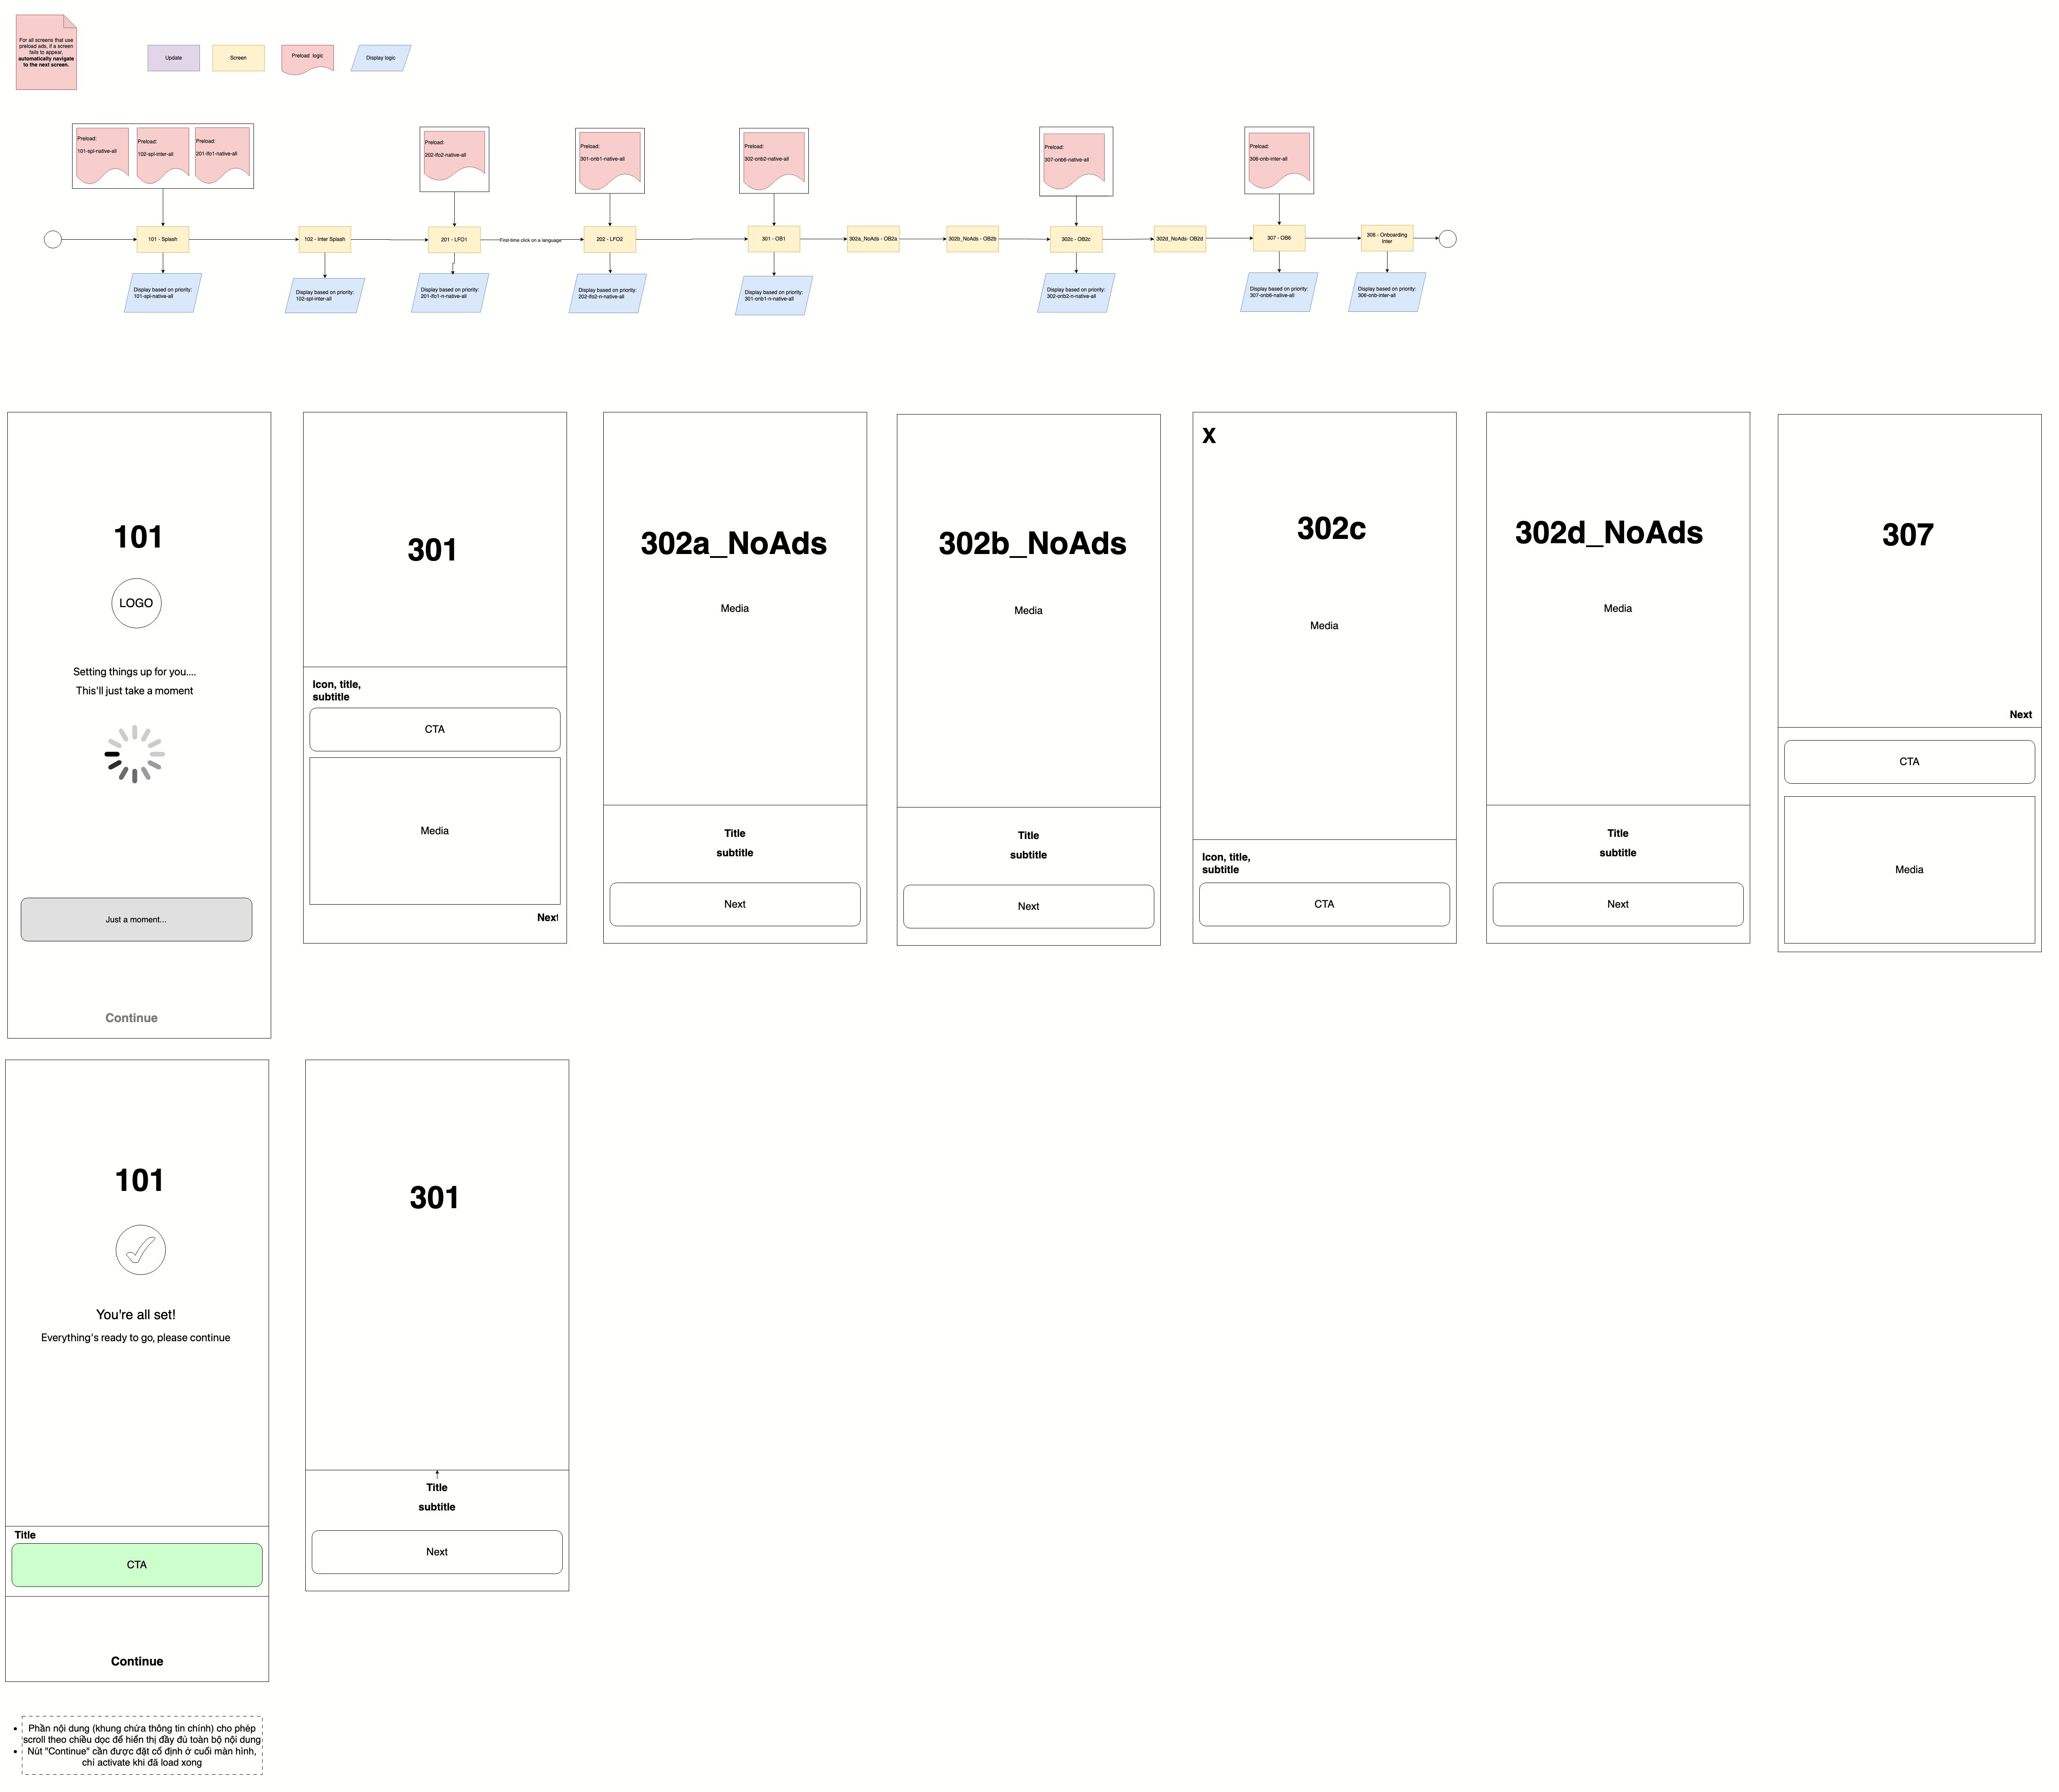 For all screens that use
preload ads, if a screen
fails to appear,
automatically navigate
to the next screen.
Update
Screen
Preload logic
Display logic
Preload:
101-spl-native-all
Preload:
102-spl-inter-all
Preload:
201-lfo1-native-all
Preload:
202-lfo2-native-all
Preload:
301-onb1-native-all
Preload:
302-onb2-native-all
Preload:
307-onb6-native-all
Preload:
306-onb-inter-all
101 - Splash
102 - Inter Splash
201 - LFO1
First-time click on a language
202 - LFO2
301 - OB1
302a_NoAds - OB2a
302b_NoAds - OB2b
302c - OB2c
302d_NoAds- OB2d
307 - OB6
306 - Onboarding
Inter
Display based on priority:
101-spl-native-all
Display based on priority:
102-spl-inter-all
Display based on priority:
201-lfo1-n-native-all
Display based on priority:
202-lfo2-n-native-all
Display based on priority:
301-onb1-n-native-all
Display based on priority:
302-onb2-n-native-all
Display based on priority:
307-onb6-native-all
Display based on priority:
306-onb-inter-all
101
LOGO
Setting things up for you....
This'll just take a moment
Just a moment...
Continue
301
Icon, title,
subtitle
CTA
Media
Next
302a_NoAds
Media
Title
subtitle
Next
302b_NoAds
Media
Title
subtitle
Next
X
302c
Media
Icon, title,
subtitle
CTA
302d_NoAds
Media
Title
subtitle
Next
307
Next
CTA
Media
101
You're all set!
Everything's ready to go, please continue
Title
CTA
Continue
301
Title
subtitle
Next
• Phần nội dung (khung chứa thông tin chính) cho phép
scroll theo chiều dọc để hiển thị đầy đủ toàn bộ nội dung
• Nút "Continue" cần được đặt cố định ở cuối màn hình,
chỉ activate khi đã load xong